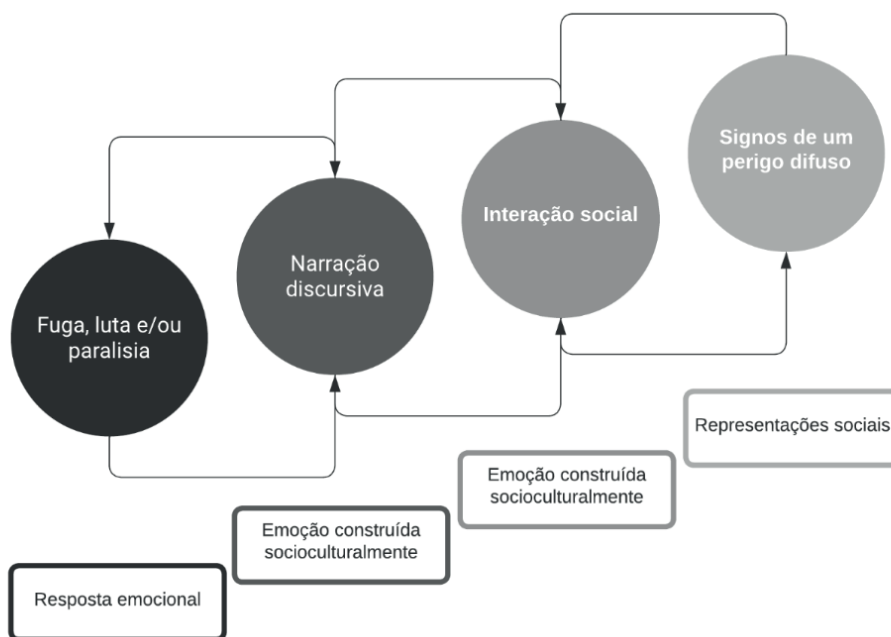 Signos de um
perigo difuso
Interação social
Narração
discursiva
Fuga, luta e/ou
paralisia
Representações sociais
Emoção construída
socioculturalmente
Emoção construída
socioculturalmente
Resposta emocional